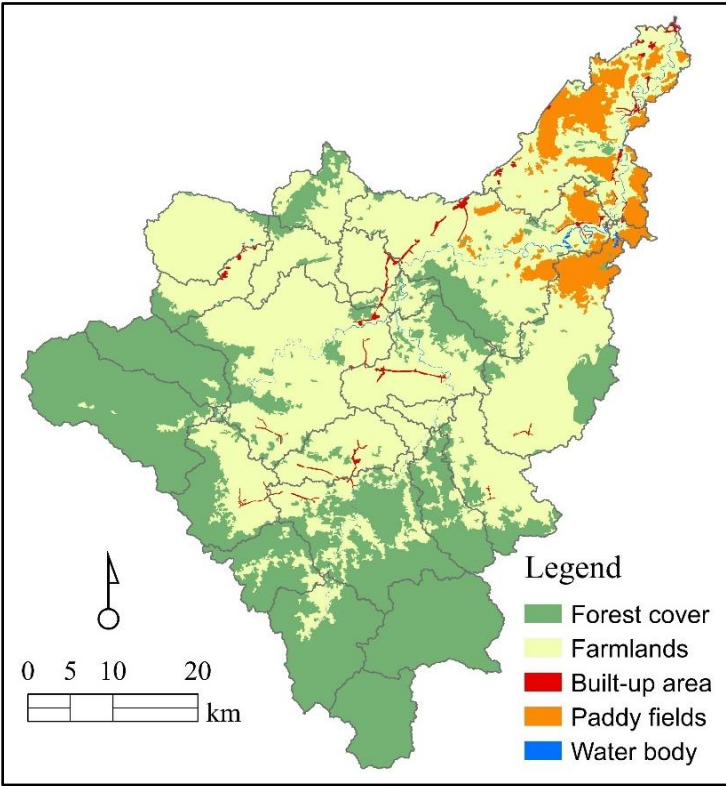 Legend
Forest cover
Farmlands
Built-up area
Paddy fields
Water body
0 5 10 20
km